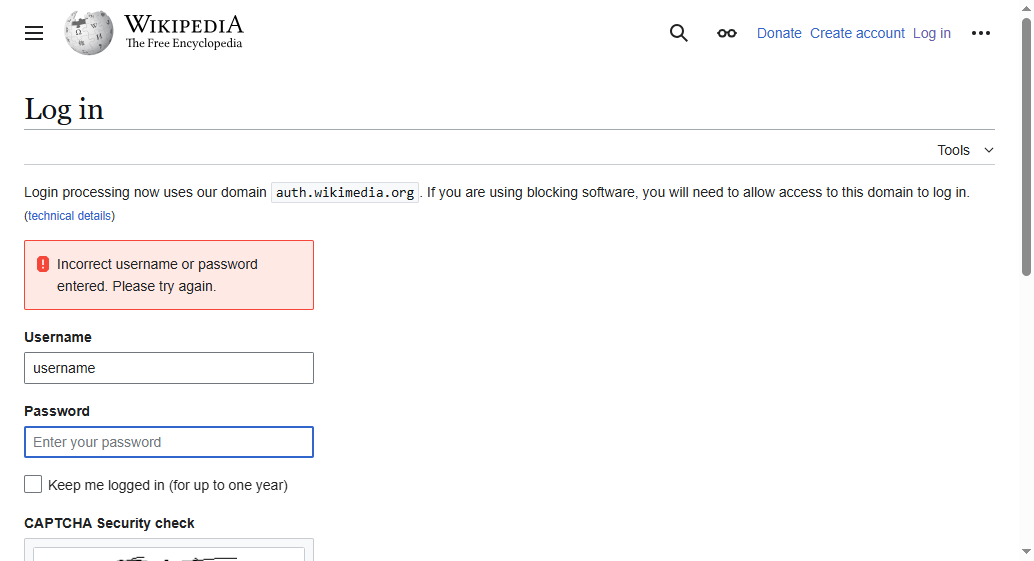 WIKIPEDIA
The Free Encyclopedia
Donate Create account Log in
Log in
Tools
Login processing now uses our domain auth.wikimedia.org. If you are using blocking software, you will need to allow access to this domain to log in.
(technical details)
Incorrect username or password
entered. Please try again.
Username
username
Password
Enter your password
Keep me logged in (for up to one year)
CAPTCHA Security check